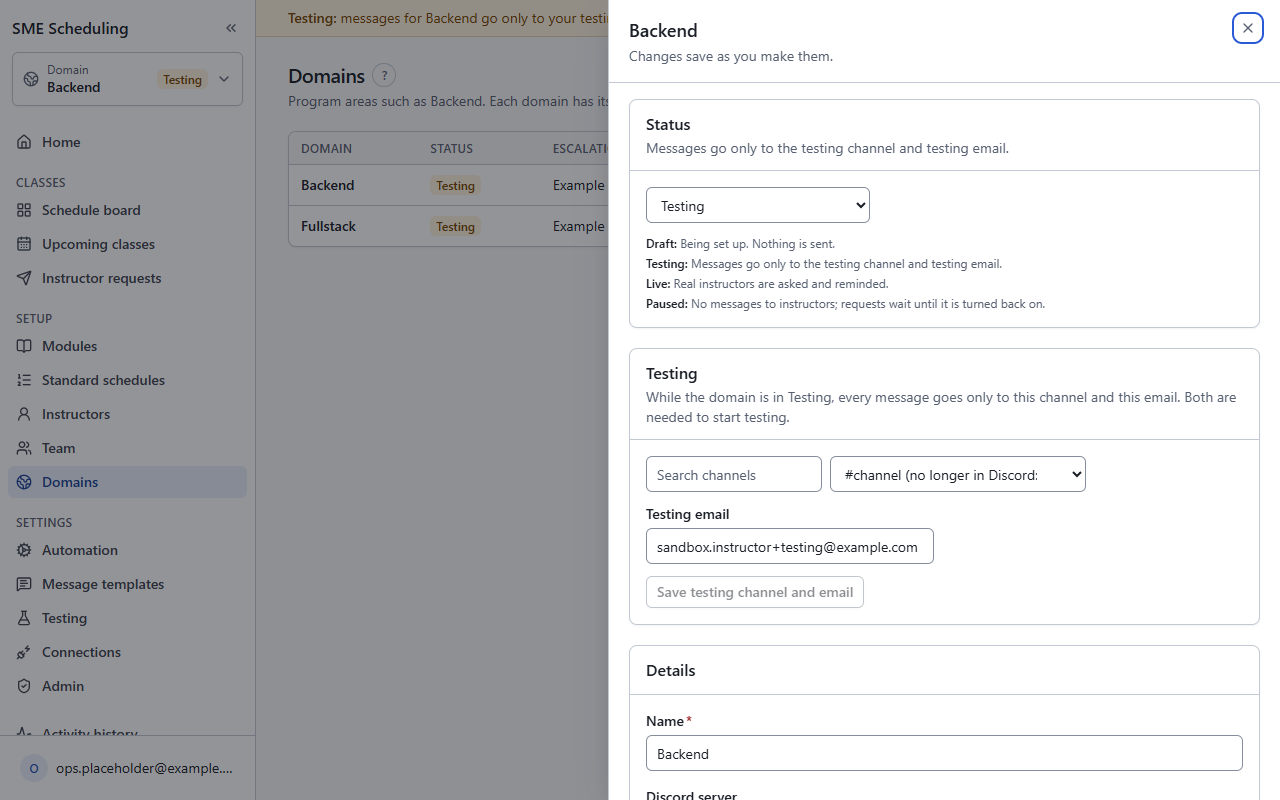 SME Scheduling
Domain
Backend
Testing
Home
CLASSES
Schedule board
Upcoming classes
Instructor requests
SETUP
Modules
Standard schedules
Instructors
Team
Domains
SETTINGS
Automation
Message templates
Testing
Connections
Admin
Activity history
O ops.placeholder@example....
Testing: messages for Backend go only to your testi
Domains ?
Program areas such as Backend. Each domain has its
DOMAIN STATUS ESCALATI
Backend Testing Example
Fullstack Testing Example
Backend
Changes save as you make them.
Status
Messages go only to the testing channel and testing email.
Testing
Draft: Being set up. Nothing is sent.
Testing: Messages go only to the testing channel and testing email.
Live: Real instructors are asked and reminded.
Paused: No messages to instructors; requests wait until it is turned back on.
Testing
While the domain is in Testing, every message goes only to this channel and this email. Both are
needed to start testing.
Search channels #channel (no longer in Discord:
Testing email
sandbox.instructor+testing@example.com
Save testing channel and email
Details
Name*
Backend
Discord server